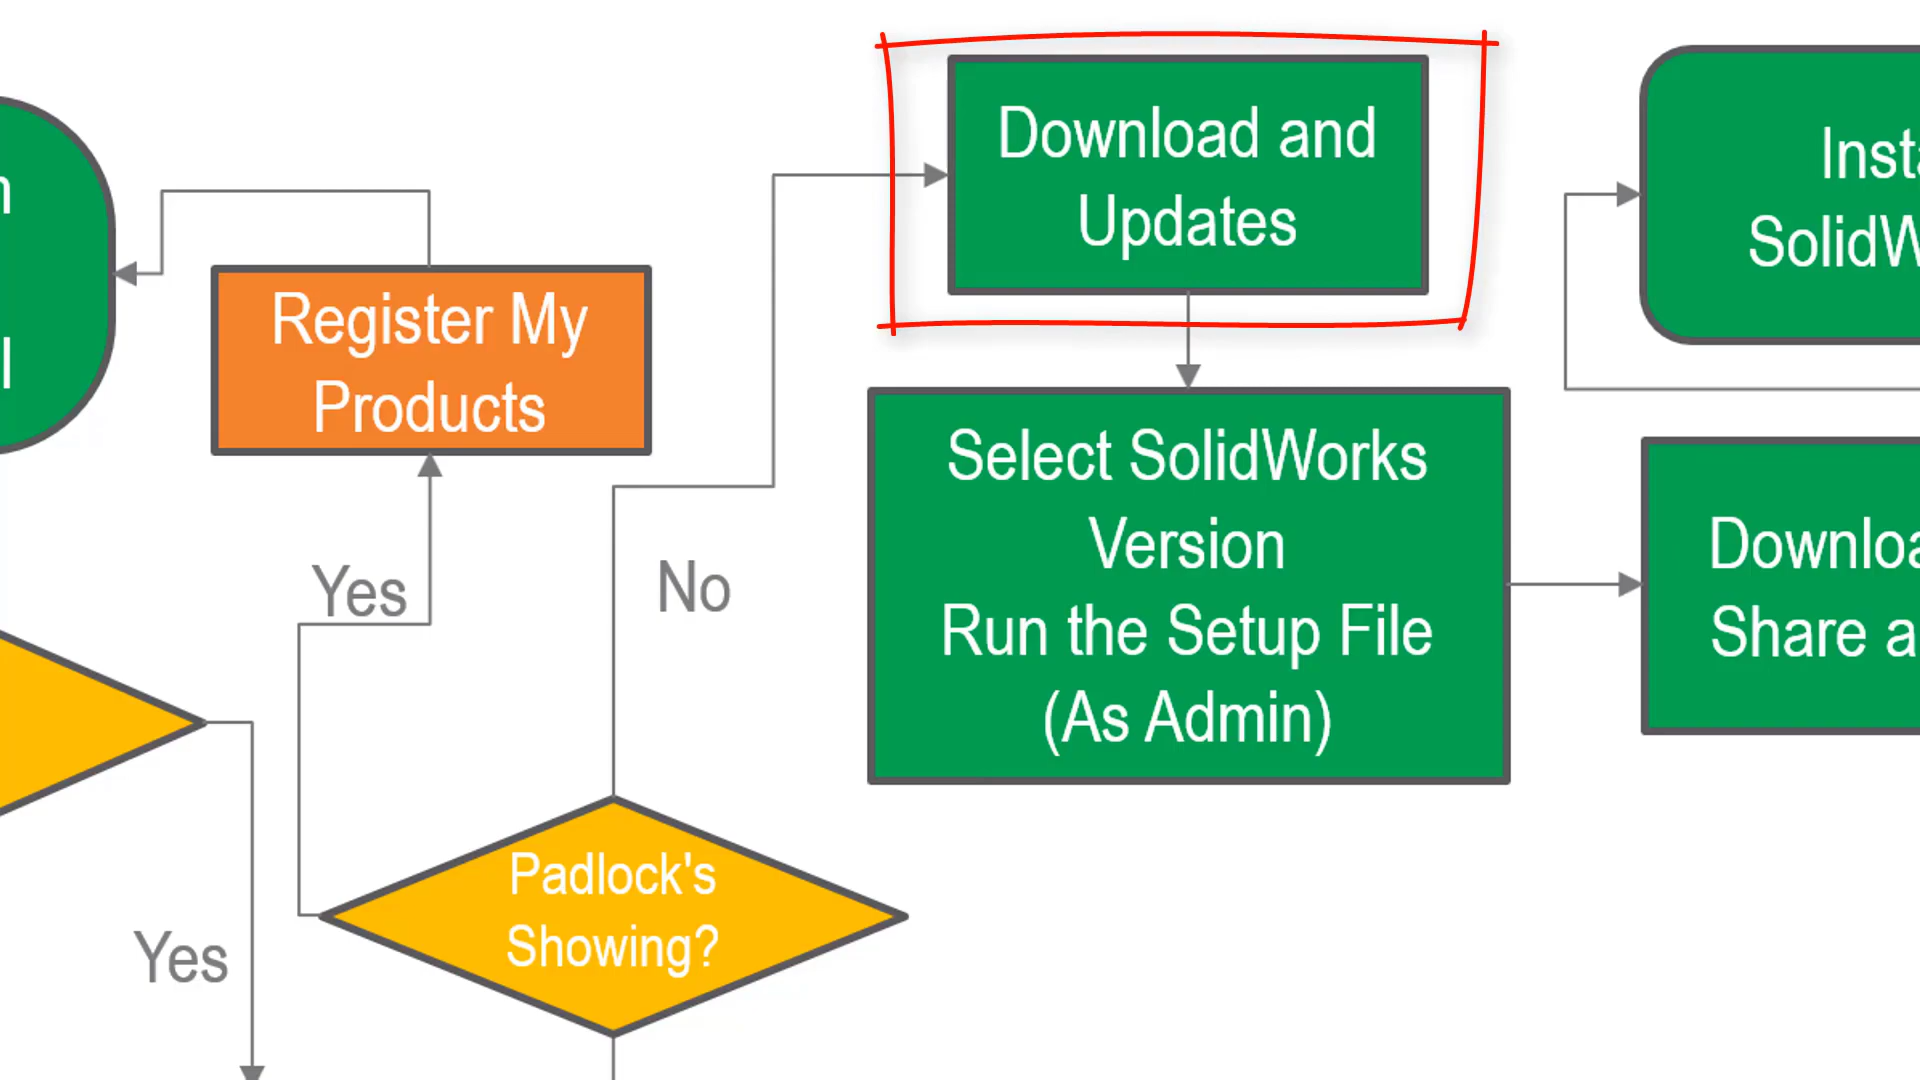 Register My
Products
Yes
No
Yes
Padlock's
Showing?
Download and
Updates
Select SolidWorks
Version
Run the Setup File
(As Admin)
Share a